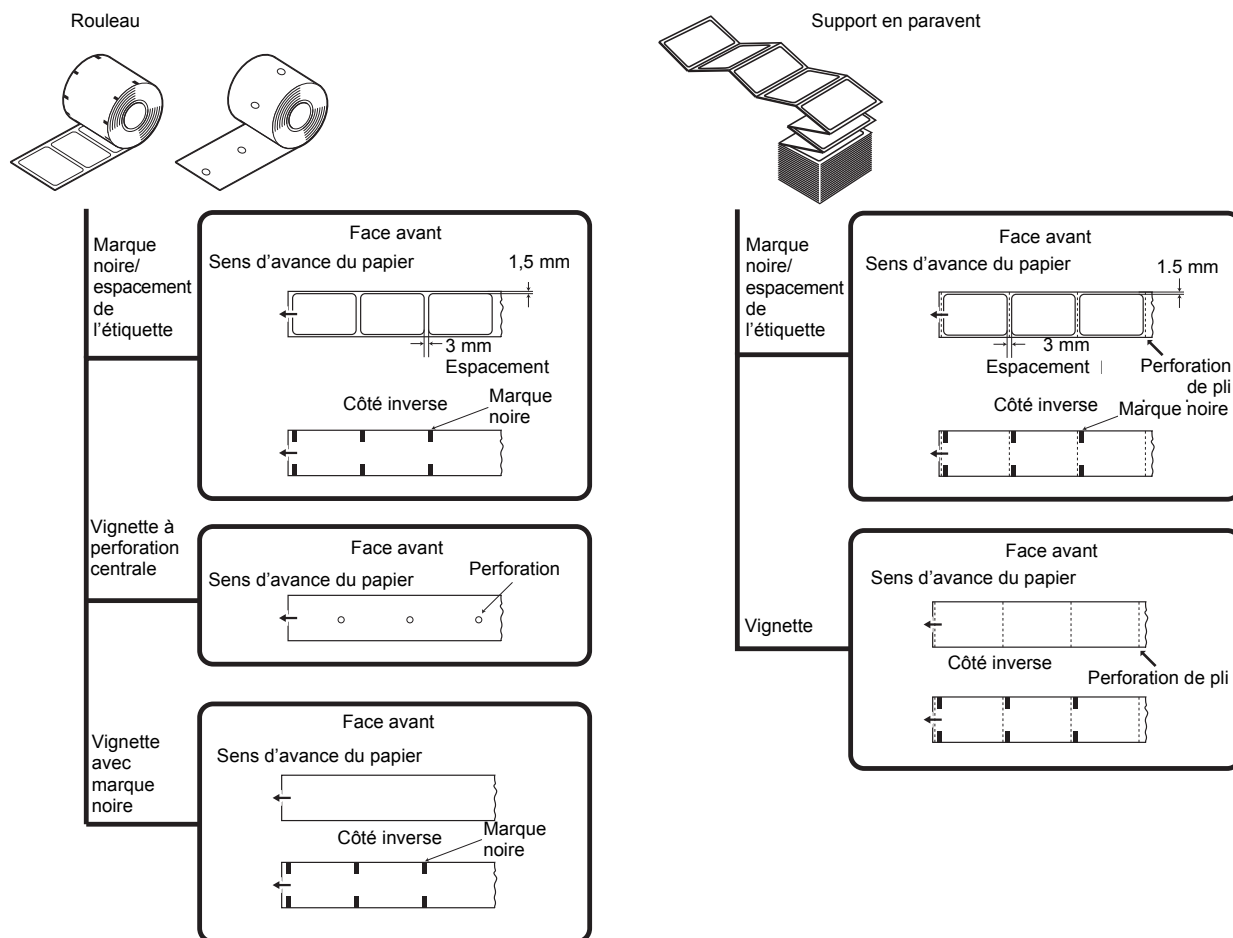 Rouleau
Marque
noire/
espacement
de
l'étiquette
Face avant
Sens d'avance du papier
1,5 mm
3 mm
Espacement
Côté inverse
Marque
noire
Vignette à
perforation
centrale
Face avant
Sens d'avance du papier
Perforation
Vignette
avec
marque
noire
Face avant
Sens d'avance du papier
Côté inverse
Marque
noire
Support en paravent
Marque
noire/
espacement
de
l'étiquette
Face avant
Sens d'avance du papier
1.5 mm
3 mm
Espacement
Perforation
de pli
Côté inverse
Marque noire
Vignette
Face avant
Sens d'avance du papier
Côté inverse
Perforation de pli